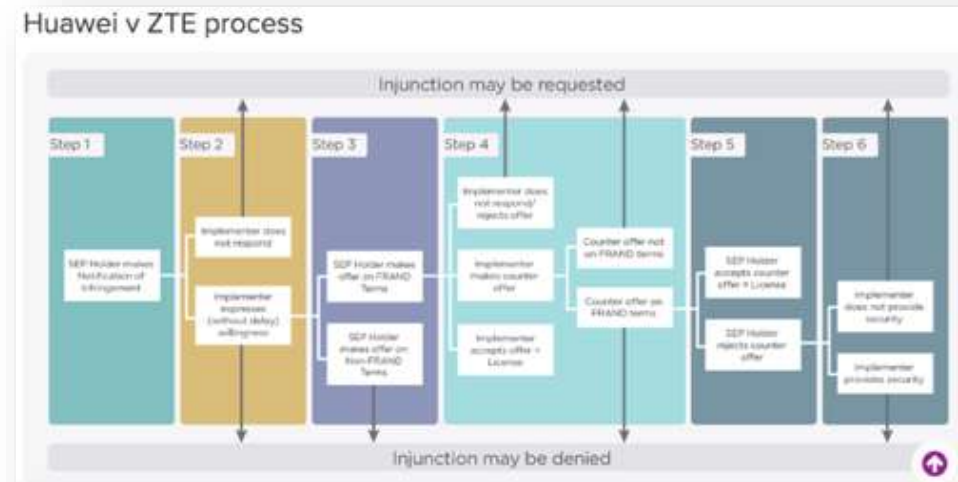 Huawei v ZTE process
Injunction may be requested
Step 1
Step 2
Step 3
Step 4
Step 5
Step 6
SEP Holder makes
Notification of
Infringement
Implementer does
not respond
Implementer
expresses
(without delay)
willingness
SEP Holder makes
offer on FRAND
Terms
SEP Holder
makes offer on
Non-FRAND
Terms
Implementer does
not respond/
rejects offer
Implementer
makes counter
offer
Implementer
accepts offer =
License
Counter offer not
on FRAND terms
Counter offer on
FRAND terms
SEP Holder
accepts counter
offer = License
SEP Holder
rejects counter
offer
Implementer
does not provide
security
Implementer
provides security
Injunction may be denied